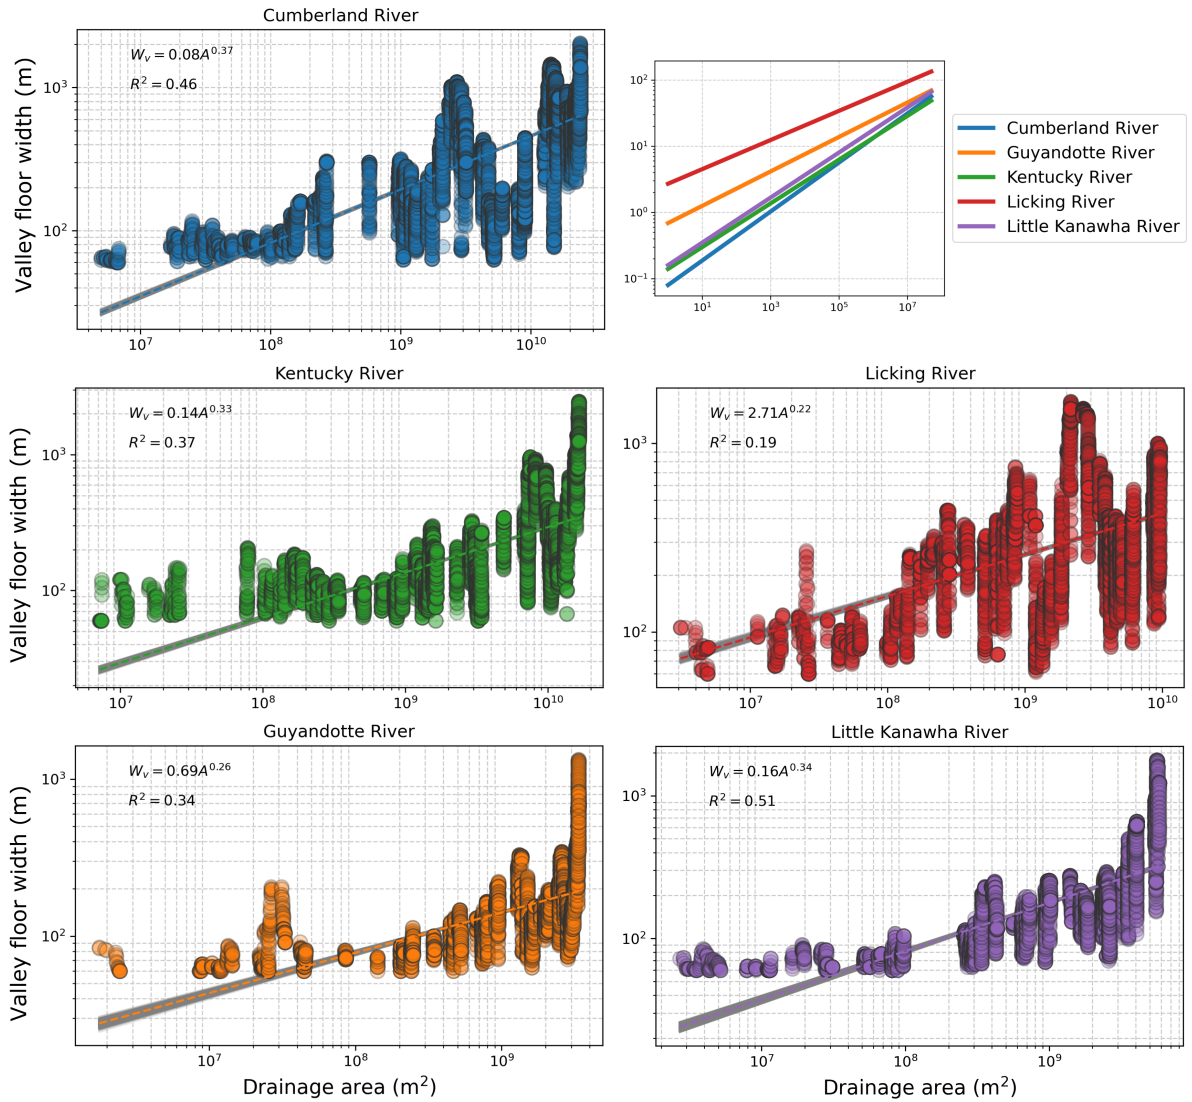 Cumberland River
Valley floor width (m)
W_v = 0.08A^0.37
R^2 = 0.46
10^3
10^2
10^7
10^8
10^9
10^10
10^2
10^1
10^0
10^−1
10^1
10^3
10^5
10^7
Cumberland River
Guyandotte River
Kentucky River
Licking River
Little Kanawha River
Kentucky River
Valley floor width (m)
W_v = 0.14A^0.33
R^2 = 0.37
10^3
10^2
10^7
10^8
10^9
10^10
Licking River
W_v = 2.71A^0.22
R^2 = 0.19
10^3
10^2
10^7
10^8
10^9
10^10
Guyandotte River
Valley floor width (m)
W_v = 0.69A^0.26
R^2 = 0.34
10^3
10^2
10^7
10^8
10^9
Drainage area (m^2)
Little Kanawha River
W_v = 0.16A^0.34
R^2 = 0.51
10^3
10^2
10^7
10^8
10^9
Drainage area (m^2)